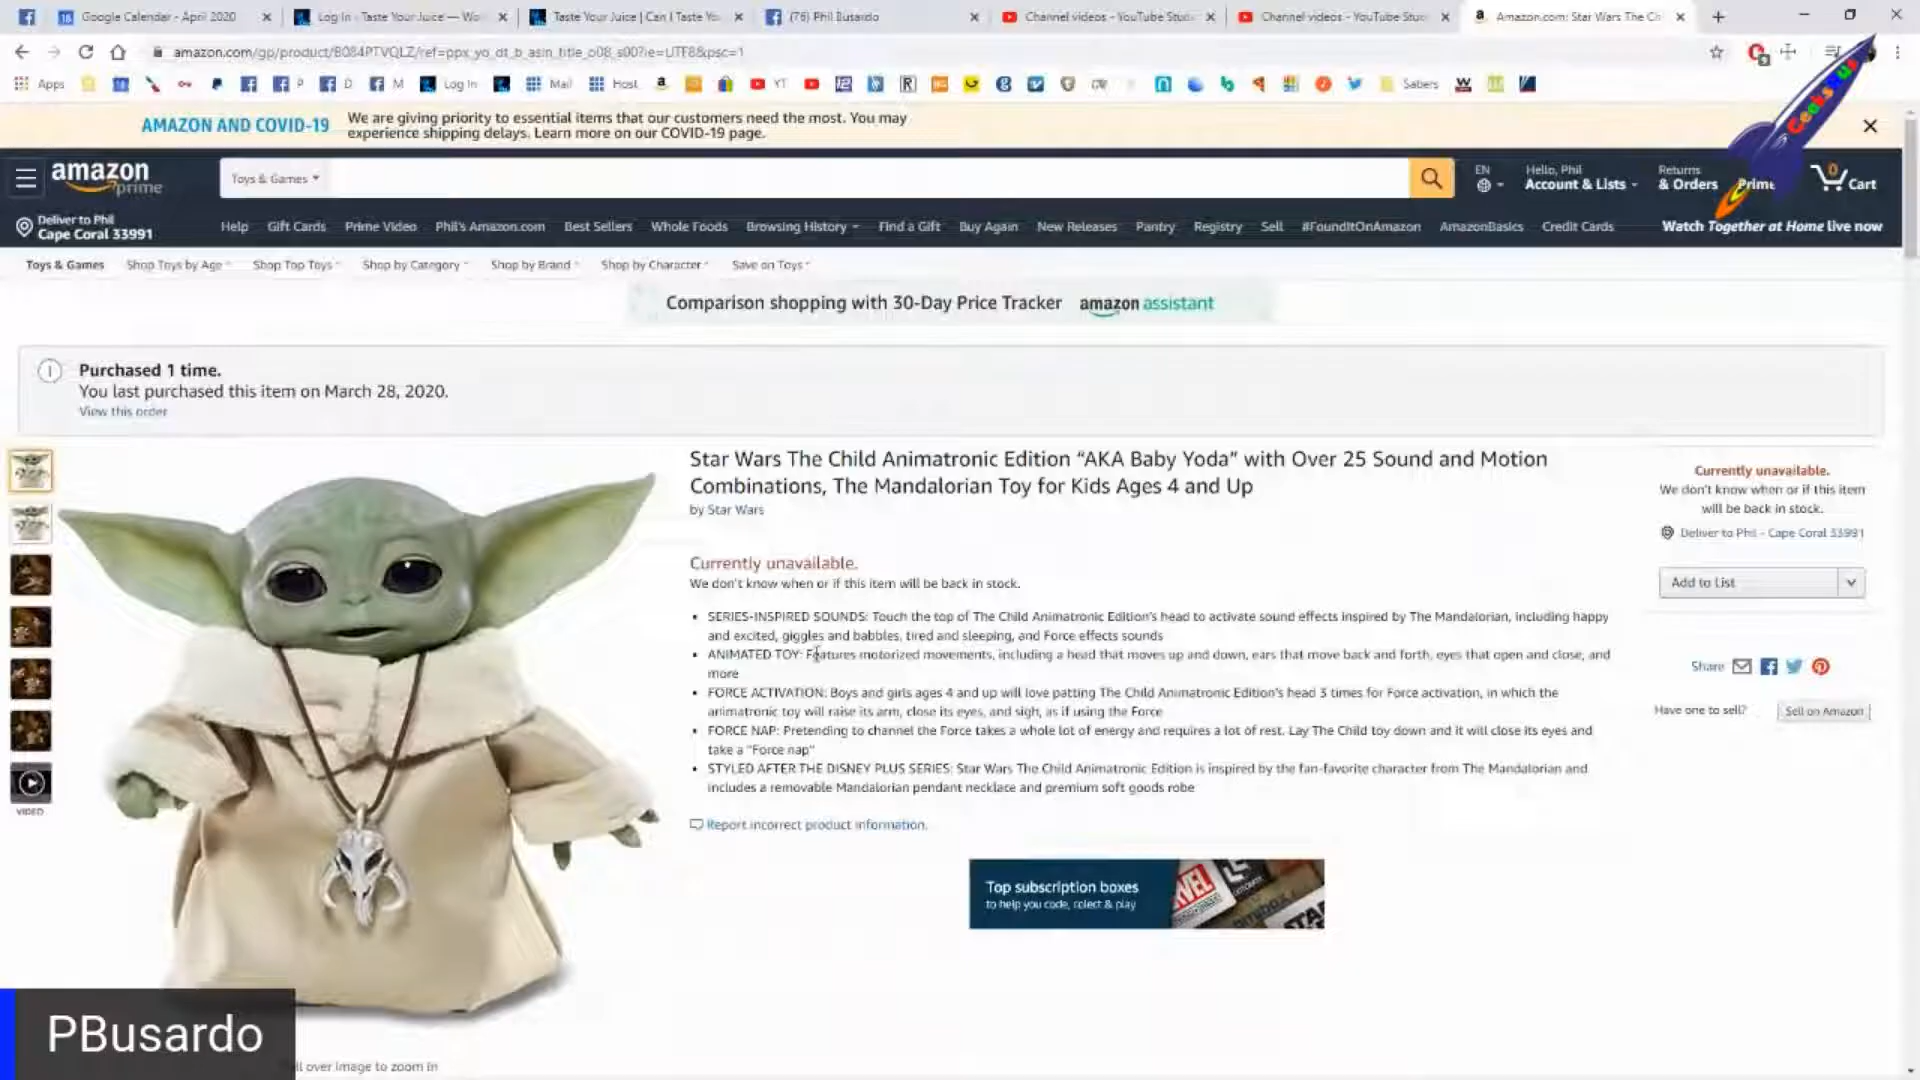 Google Calendar - April 2020
Log In - Taste Your Juice — Wo
Taste Your Juice | Can I Taste Yo
(76) Phil Busardo
Channel videos - YouTube Studi
Channel videos - YouTube Studi
Amazon.com: Star Wars The Ch
amazon.com/gp/product/B084PTVQLZ/ref=ppx_yo_dt_b_asin_title_o08_s00?ie=UTF8&psc=1
Apps
P
D
M
Log In
Mail
Host
YT
Sabers
Geeks R us
AMAZON AND COVID-19
We are giving priority to essential items that our customers need the most. You may
experience shipping delays. Learn more on our COVID-19 page.
amazon prime
Toys & Games
EN
Hello, Phil
Account & Lists
Returns
& Orders
Prime
0
Cart
Deliver to Phil
Cape Coral 33991
Help
Gift Cards
Prime Video
Phil's Amazon.com
Best Sellers
Whole Foods
Browsing History
Find a Gift
Buy Again
New Releases
Pantry
Registry
Sell
#FoundItOnAmazon
AmazonBasics
Credit Cards
Watch Together at Home live now
Toys & Games
Shop Toys by Age
Shop Top Toys
Shop by Category
Shop by Brand
Shop by Character
Save on Toys
Comparison shopping with 30-Day Price Tracker amazon assistant
Purchased 1 time.
You last purchased this item on March 28, 2020.
View this order
Star Wars The Child Animatronic Edition “AKA Baby Yoda” with Over 25 Sound and Motion
Combinations, The Mandalorian Toy for Kids Ages 4 and Up
by Star Wars
Currently unavailable.
We don't know when or if this item will be back in stock.
SERIES-INSPIRED SOUNDS: Touch the top of The Child Animatronic Edition's head to activate sound effects inspired by The Mandalorian, including happy
and excited, giggles and babbles, tired and sleeping, and Force effects sounds
ANIMATED TOY: Features motorized movements, including a head that moves up and down, ears that move back and forth, eyes that open and close, and
more
FORCE ACTIVATION: Boys and girls ages 4 and up will love patting The Child Animatronic Edition's head 3 times for Force activation, in which the
animatronic toy will raise its arm, close its eyes, and sigh, as if using the Force
FORCE NAP: Pretending to channel the Force takes a whole lot of energy and requires a lot of rest. Lay The Child toy down and it will close its eyes and
take a "Force nap"
STYLED AFTER THE DISNEY PLUS SERIES: Star Wars The Child Animatronic Edition is inspired by the fan-favorite character from The Mandalorian and
includes a removable Mandalorian pendant necklace and premium soft goods robe
Report incorrect product information.
Currently unavailable.
We don't know when or if this item
will be back in stock.
Deliver to Phil - Cape Coral 33991
Add to List
Share
Have one to sell?
Sell on Amazon
VIDEO
Top subscription boxes
to help you code, collect & play
MARVEL
PBusardo
over image to zoom in